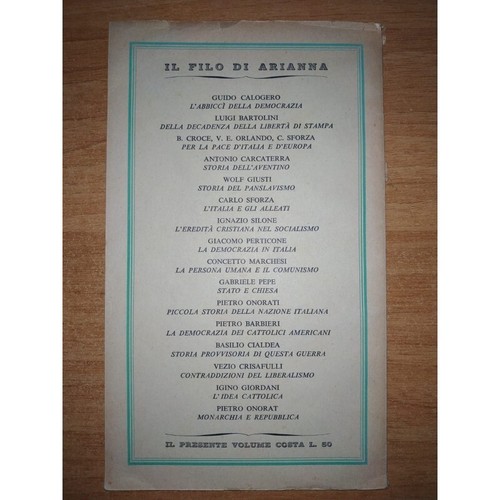 IL FILO DI ARIANNA
GUIDO CALOGERO
L'ABBICCÌ DELLA DEMOCRAZIA
LUIGI BARTOLINI
DELLA DECADENZA DELLA LIBERTÀ DI STAMPA
B. CROCE, V. E. ORLANDO, C. SFORZA
PER LA PACE D'ITALIA E D'EUROPA
ANTONIO CARCATERRA
STORIA DELL'AVENTINO
WOLF GIUSTI
STORIA DEL PANSLAVISMO
CARLO SFORZA
L'ITALIA E GLI ALLEATI
IGNAZIO SILONE
L'EREDITÀ CRISTIANA NEL SOCIALISMO
GIACOMO PERTICONE
LA DEMOCRAZIA IN ITALIA
CONCETTO MARCHESI
LA PERSONA UMANA E IL COMUNISMO
GABRIELE PEPE
STATO E CHIESA
PIETRO ONORATI
PICCOLA STORIA DELLA NAZIONE ITALIANA
PIETRO BARBIERI
LA DEMOCRAZIA DEI CATTOLICI AMERICANI
BASILIO CIALDEA
STORIA PROVVISORIA DI QUESTA GUERRA
VEZIO CRISAFULLI
CONTRADDIZIONI DEL LIBERALISMO
IGINO GIORDANI
L'IDEA CATTOLICA
PIETRO ONORAT
MONARCHIA E REPUBBLICA
IL PRESENTE VOLUME COSTA L. 50